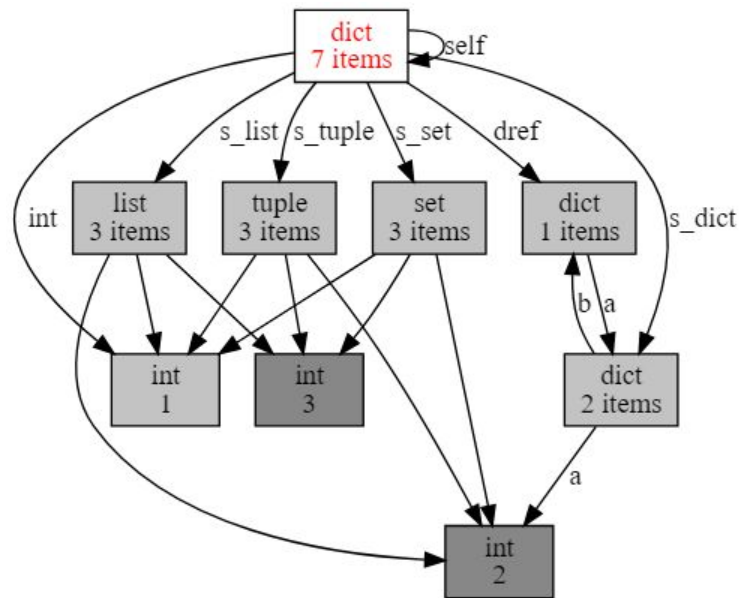 dict
7 items
self
s_list
s_tuple
s_set
dref
int
list
3 items
tuple
3 items
set
3 items
dict
1 items
s_dict
b
a
int
1
int
3
dict
2 items
a
int
2